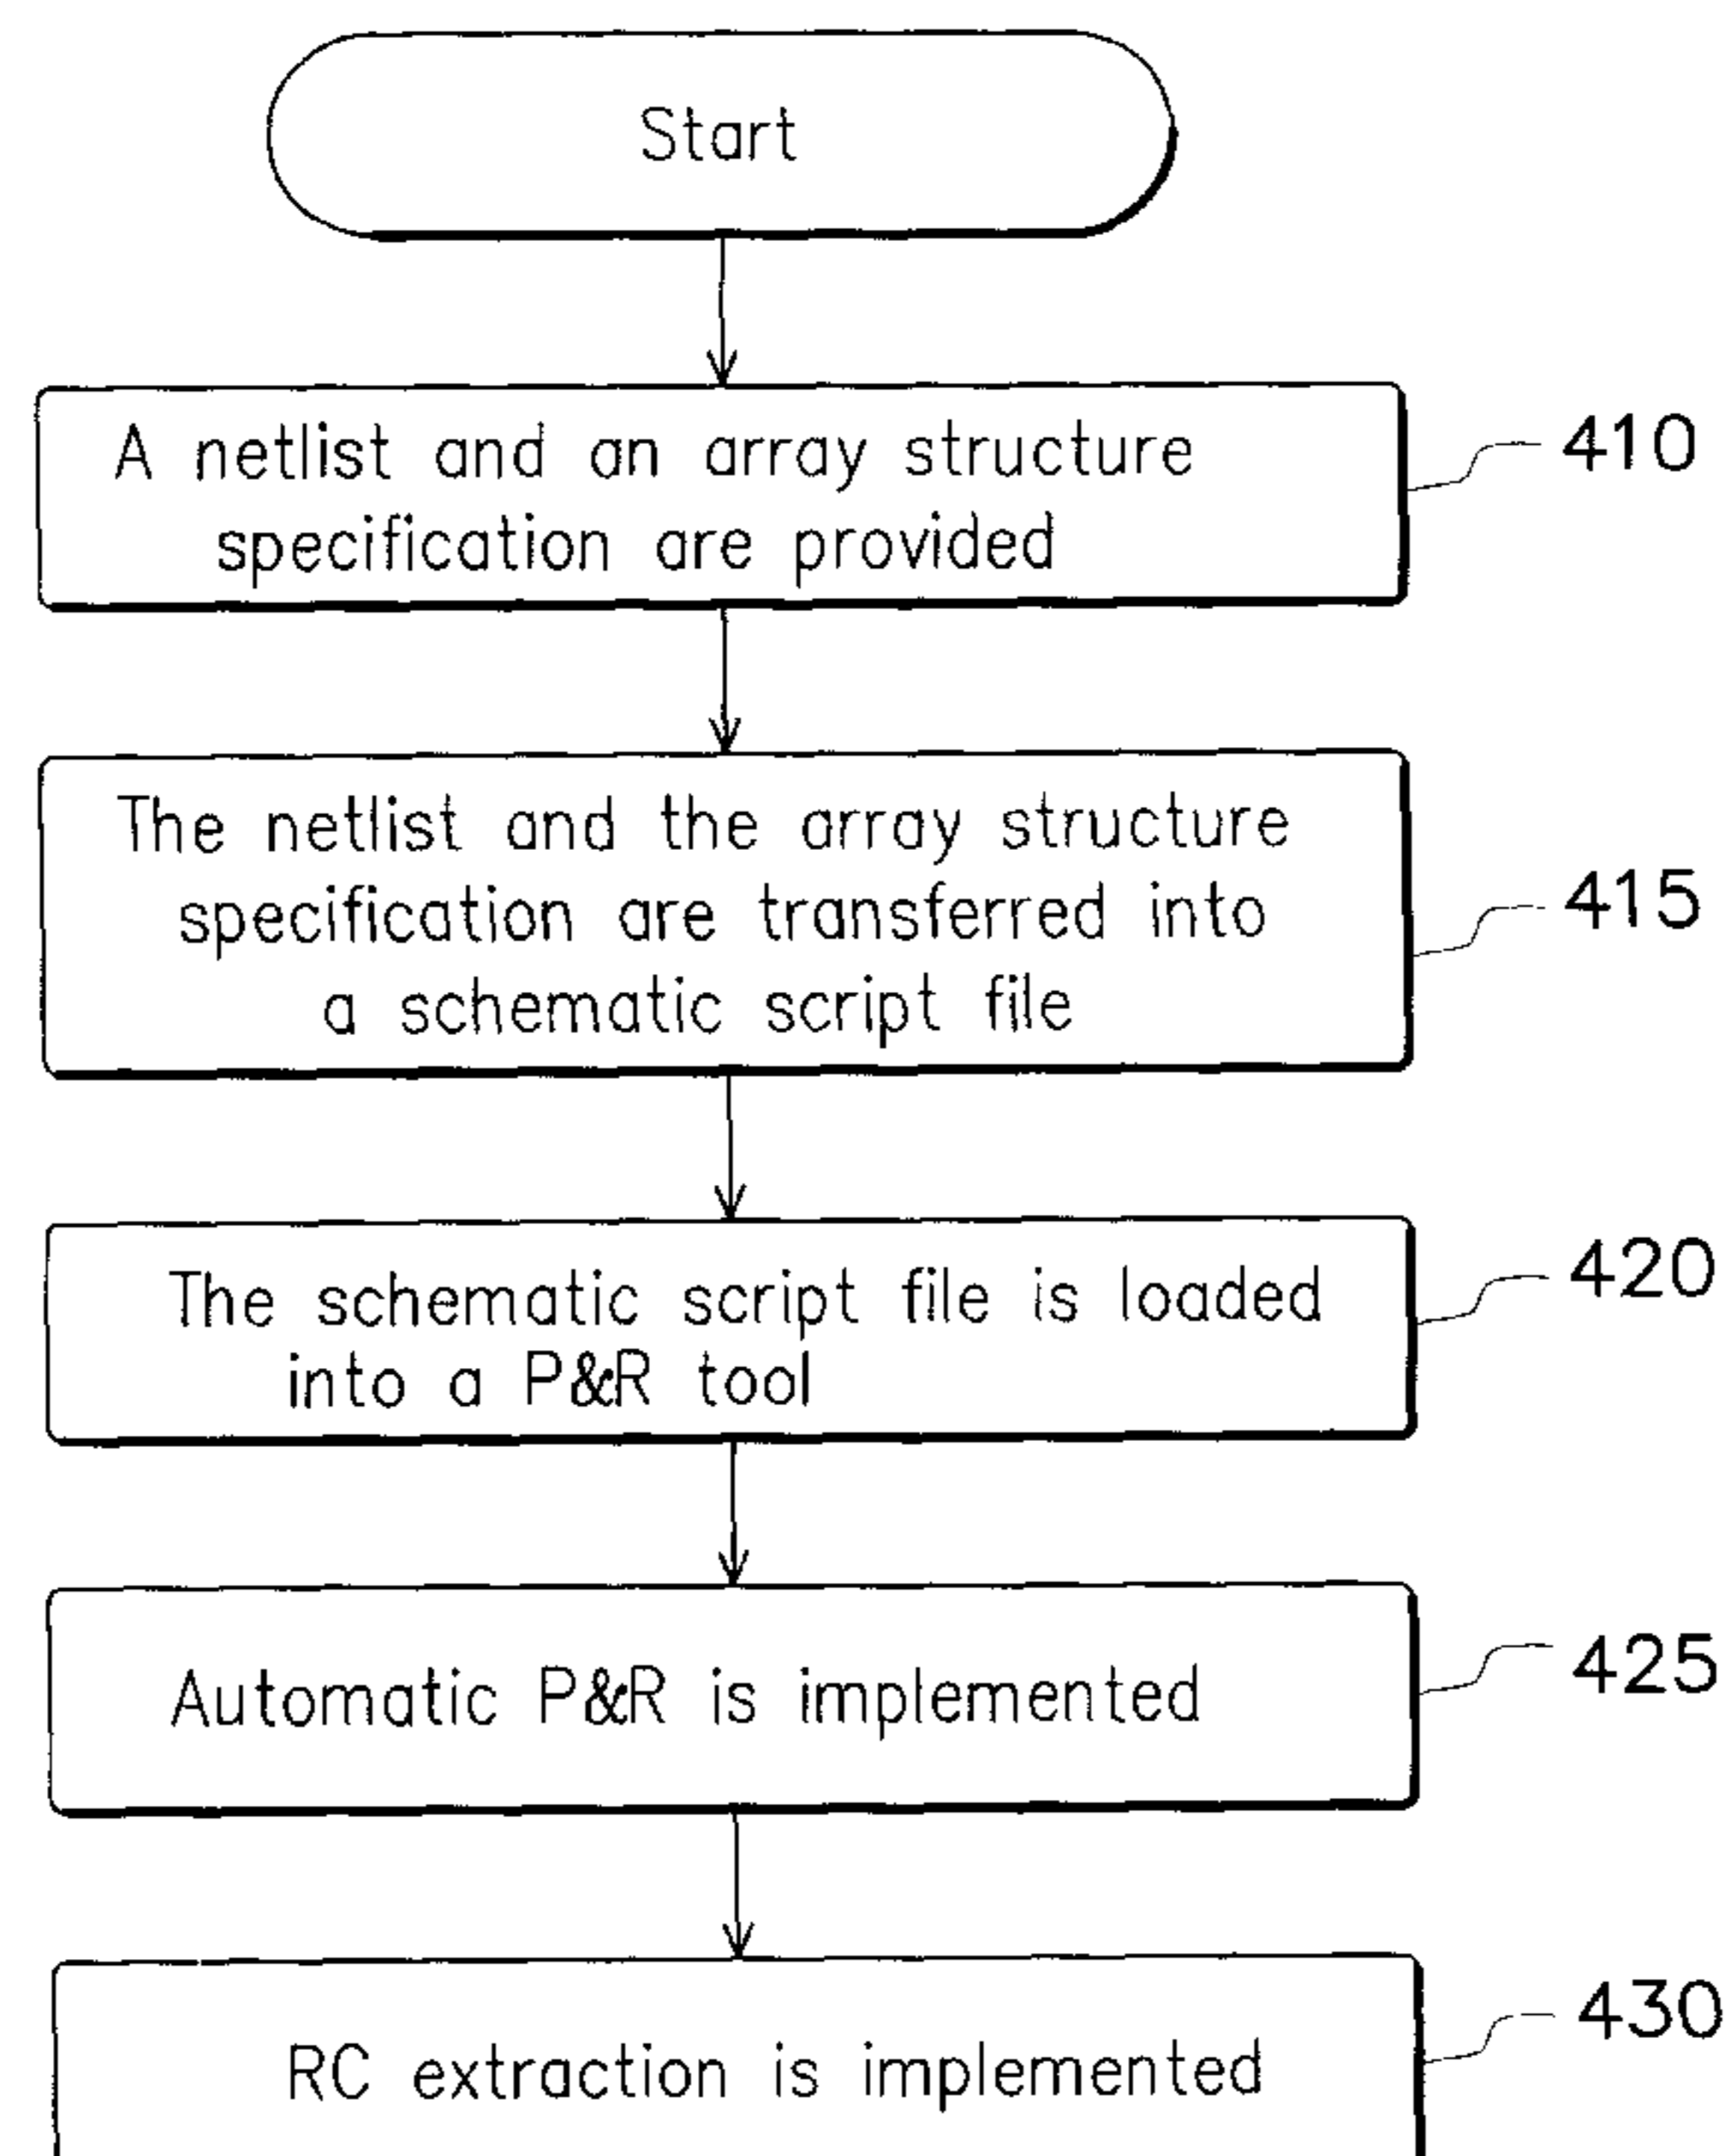 Start
A netlist and an array structure
specification are provided
410
The netlist and the array structure
specification are transferred into
a schematic script file
415
The schematic script file is loaded
into a P&R tool
420
Automatic P&R is implemented
425
RC extraction is implemented
430